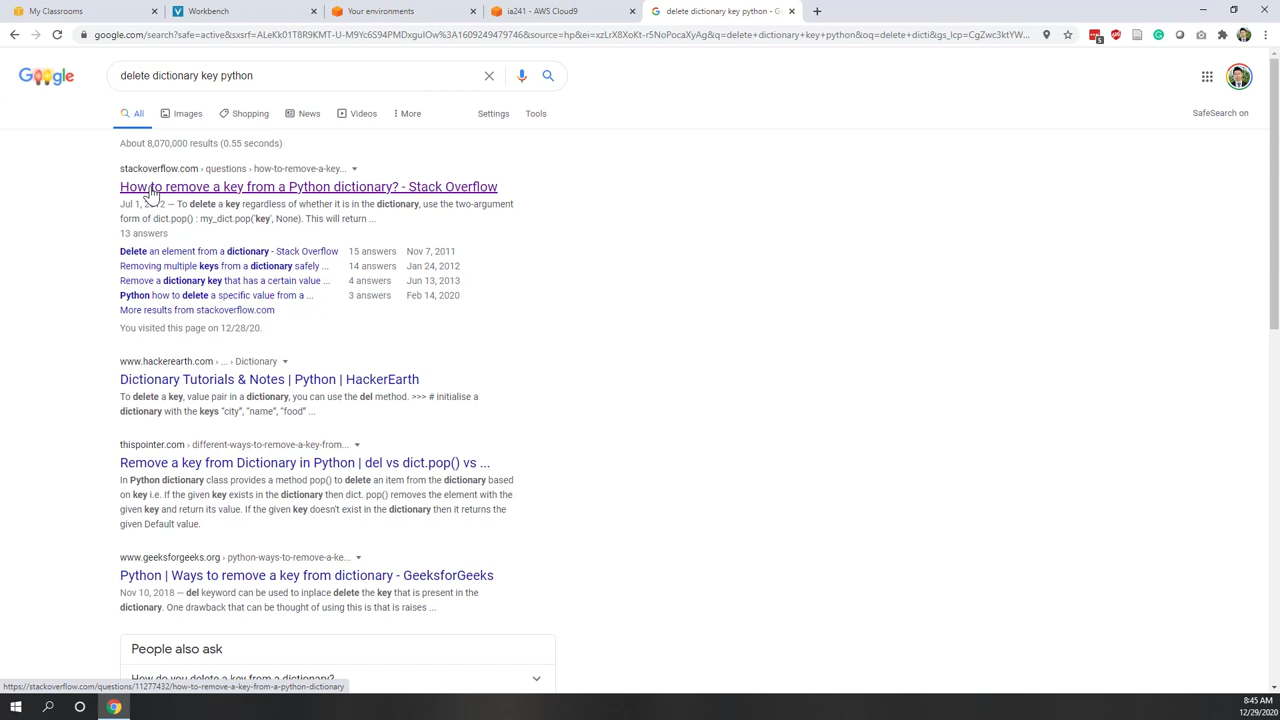 My Classrooms
Workbench
Your environments
ia241 - AWS Cloud9
delete dictionary key python - G
google.com/search?safe=active&sxsrf=ALeKk01T8R9KMT-U-M9Yc6S94PMDxguIOw%3A1609249479746&source=hp&ei=xzLrX8XoKt-r5NoPocaXyAg&q=delete+dictionary+key+python&oq=delete+dicti&gs_lcp=CgZwc3ktYW...
5
Google
delete dictionary key python
All
Images
Shopping
News
Videos
More
Settings
Tools
SafeSearch on
About 8,070,000 results (0.55 seconds)
stackoverflow.com › questions › how-to-remove-a-key...
How to remove a key from a Python dictionary? - Stack Overflow
Jul 1, — To delete a key regardless of whether it is in the dictionary, use the two-argument
form of dict.pop() : my_dict.pop('key', None). This will return ...
13 answers
Delete an element from a dictionary - Stack Overflow 15 answers Nov 7, 2011
Removing multiple keys from a dictionary safely ... 14 answers Jan 24, 2012
Remove a dictionary key that has a certain value ... 4 answers Jun 13, 2013
Python how to delete a specific value from a ... 3 answers Feb 14, 2020
More results from stackoverflow.com
You visited this page on 12/28/20.
www.hackerearth.com › ... › Dictionary
Dictionary Tutorials & Notes | Python | HackerEarth
To delete a key, value pair in a dictionary, you can use the del method. >>> # initialise a
dictionary with the keys “city”, “name”, “food” ...
thispointer.com › different-ways-to-remove-a-key-from...
Remove a key from Dictionary in Python | del vs dict.pop() vs ...
In Python dictionary class provides a method pop() to delete an item from the dictionary based
on key i.e. If the given key exists in the dictionary then dict. pop() removes the element with the
given key and return its value. If the given key doesn't exist in the dictionary then it returns the
given Default value.
www.geeksforgeeks.org › python-ways-to-remove-a-ke...
Python | Ways to remove a key from dictionary - GeeksforGeeks
Nov 10, 2018 — del keyword can be used to inplace delete the key that is present in the
dictionary. One drawback that can be thought of using this is that is raises ...
People also ask
How do you delete a key from a dictionary?
https://stackoverflow.com/questions/11277432/how-to-remove-a-key-from-a-python-dictionary
8:45 AM
12/29/2020